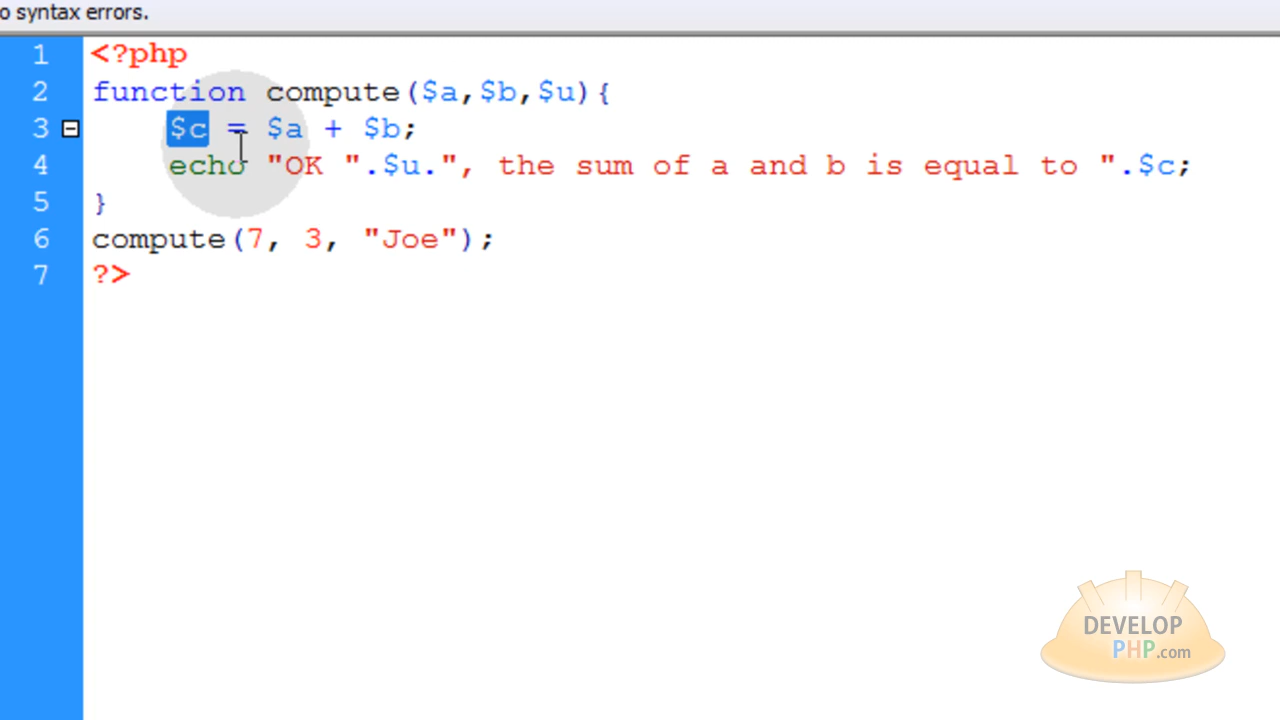 o syntax errors.
1 <?php
2 function compute($a,$b,$u){
3 $c = $a + $b;
4 echo "OK ".$u.", the sum of a and b is equal to ".$c;
5 }
6 compute(7, 3, "Joe");
7 ?>
DEVELOP
PHP.com